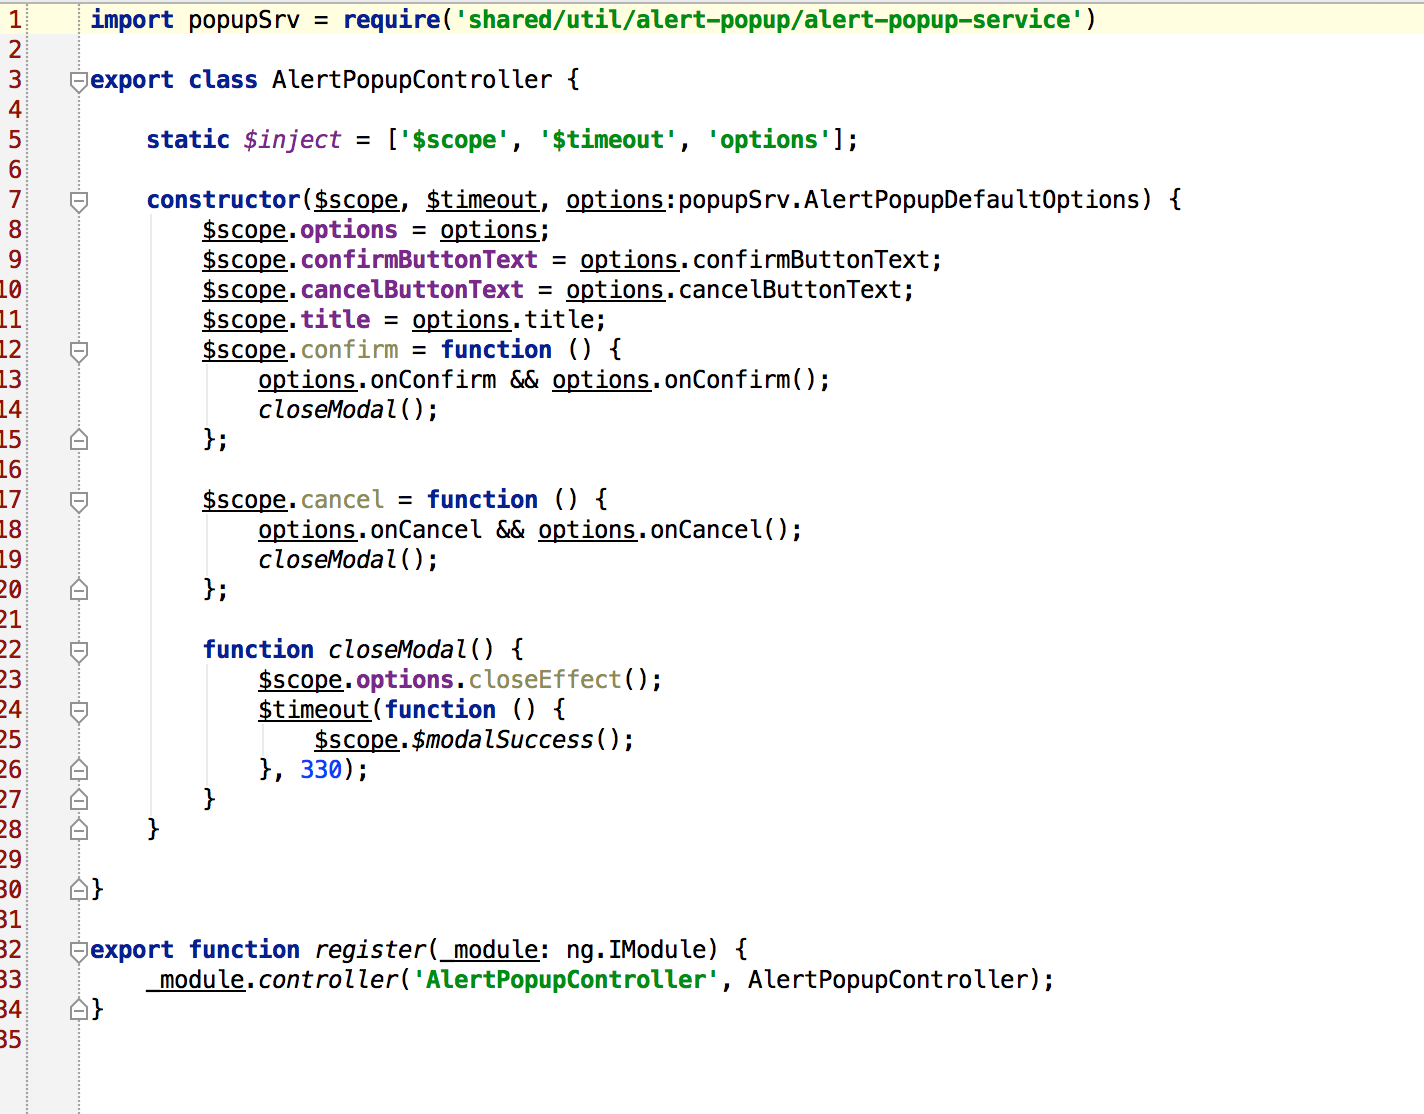 1 import popupSrv = require('shared/util/alert-popup/alert-popup-service')
2
3 export class AlertPopupController {
4
5 static $inject = ['$scope', '$timeout', 'options'];
6
7 constructor($scope, $timeout, options:popupSrv.AlertPopupDefaultOptions) {
8 $scope.options = options;
9 $scope.confirmButtonText = options.confirmButtonText;
10 $scope.cancelButtonText = options.cancelButtonText;
11 $scope.title = options.title;
12 $scope.confirm = function () {
13 options.onConfirm && options.onConfirm();
14 closeModal();
15 };
16
17 $scope.cancel = function () {
18 options.onCancel && options.onCancel();
19 closeModal();
20 };
21
22 function closeModal() {
23 $scope.options.closeEffect();
24 $timeout(function () {
25 $scope.$modalSuccess();
26 }, 330);
27 }
28 }
29
30 }
31
32 export function register(_module: ng.IModule) {
33 _module.controller('AlertPopupController', AlertPopupController);
34 }
35